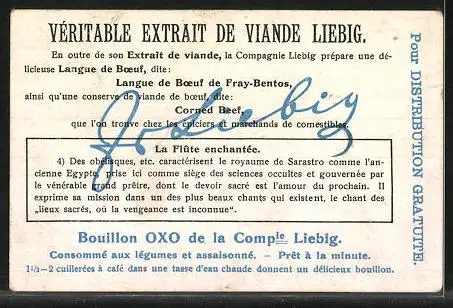 VÉRITABLE EXTRAIT DE VIANDE LIEBIG.
En outre de son Extrait de viande, la Compagnie Liebig prépare une dé-
licieuse Langue de Bœuf, dite:
Langue de Bœuf de Fray-Bentos,
ainsi qu'une conserve de viande de bœuf, dite:
Corned Beef,
que l'on trouve chez les épiciers et marchands de comestibles.
J v Liebig
La Flûte enchantée.
4) Des obélisques, etc. caractérisent le royaume de Sarastro comme l'an-
cienne Egypte, prise ici comme siège des sciences occultes et gouvernée par
le vénérable grand prêtre, dont le devoir sacré est l'amour du prochain. Il
exprime sa mission dans un des plus beaux chants qui existent, le chant des
„lieux sacrés, où la vengeance est inconnue“.
Bouillon OXO de la Comple Liebig.
Consommé aux légumes et assaisonné. – Prêt à la minute.
1½–2 cuillerées à café dans une tasse d'eau chaude donnent un délicieux bouillon.
Pour DISTRIBUTION GRATUITE.